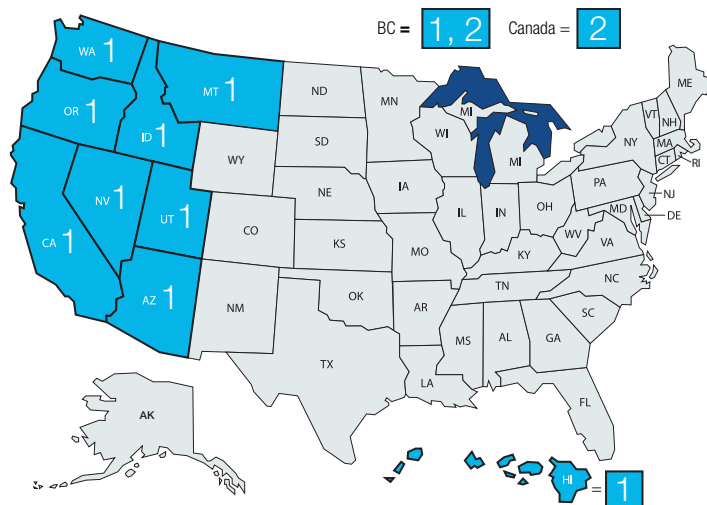 BC = 1, 2 Canada = 2
WA 1
MT 1
ND
MN
MI
ME
VT
NH
OR 1
ID 1
SD
WI
MI
NY
MA
CT
RI
WY
IA
PA
NJ
NE
NV 1
UT 1
IL
IN
OH
MD
DE
CA 1
CO
KS
MO
WV
VA
KY
NC
AZ 1
NM
OK
AR
TN
SC
MS
AL
GA
TX
LA
FL
AK
HI = 1